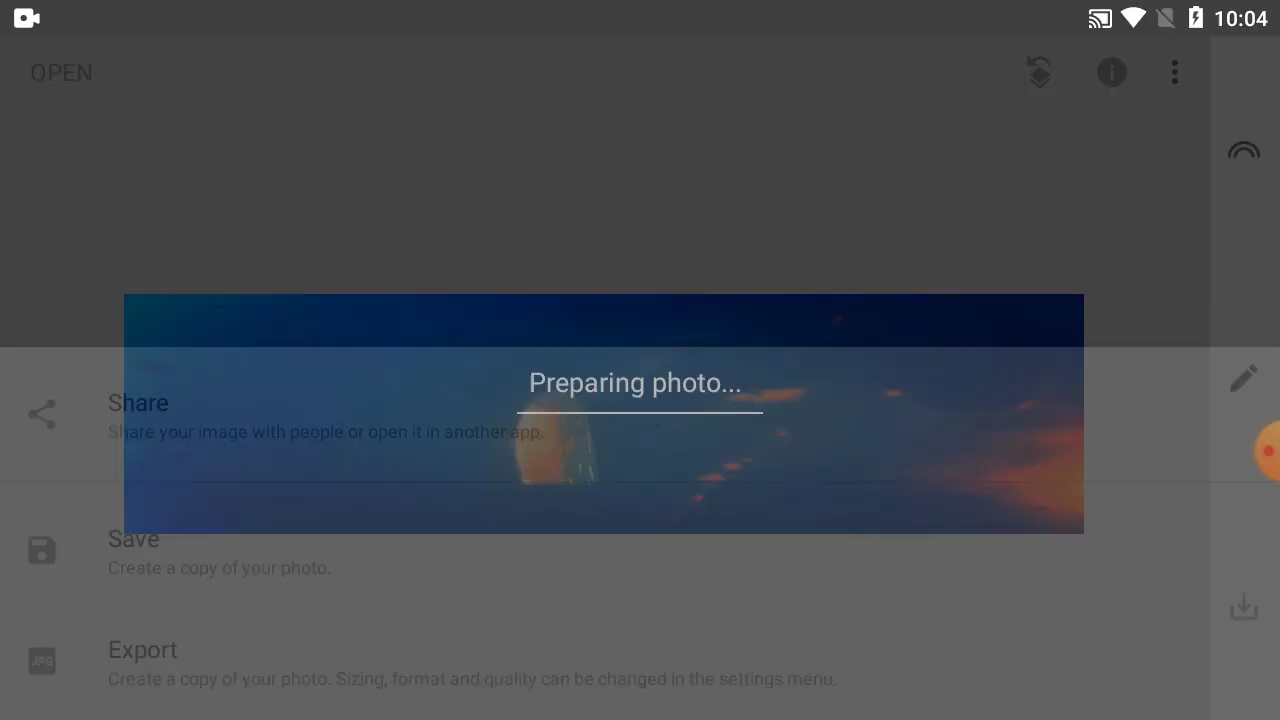 10:04
OPEN
Preparing photo...
Share
Share your image with people or open it in another app.
Save
Create a copy of your photo.
JPG
Export
Create a copy of your photo. Sizing, format and quality can be changed in the settings menu.